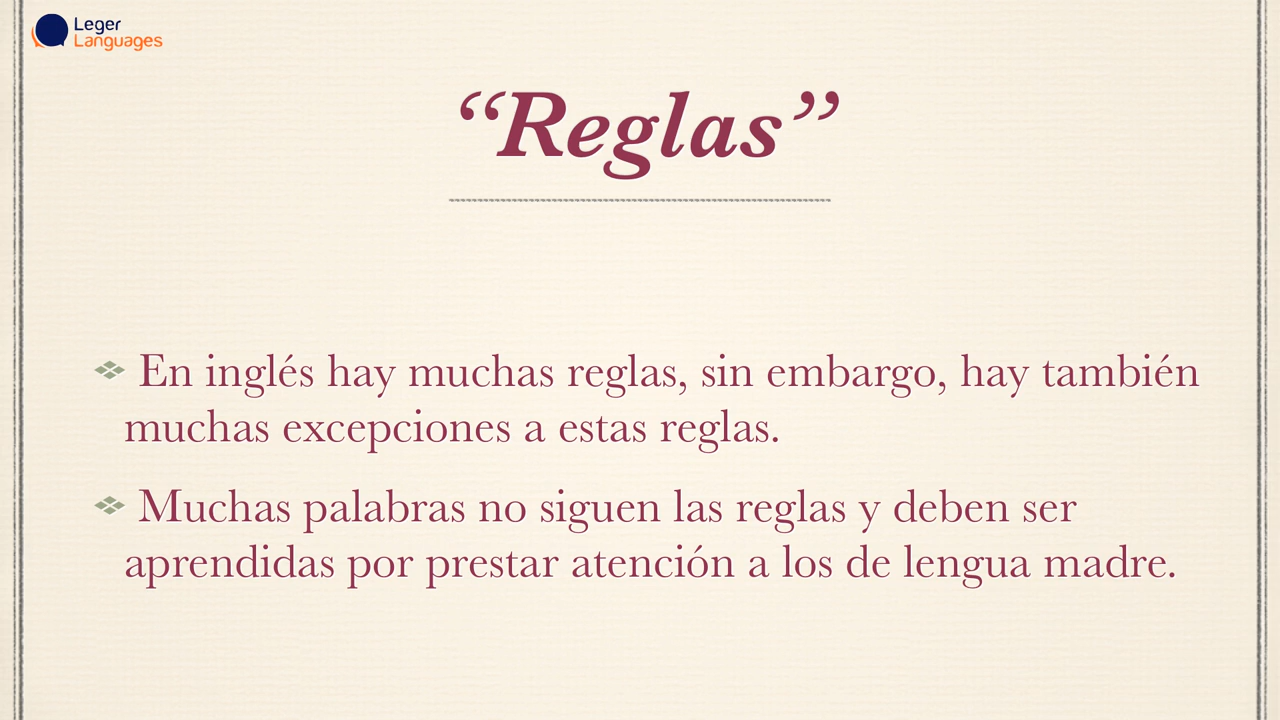 Leger
Languages
“Reglas”
En inglés hay muchas reglas, sin embargo, hay también
muchas excepciones a estas reglas.
Muchas palabras no siguen las reglas y deben ser
aprendidas por prestar atención a los de lengua madre.